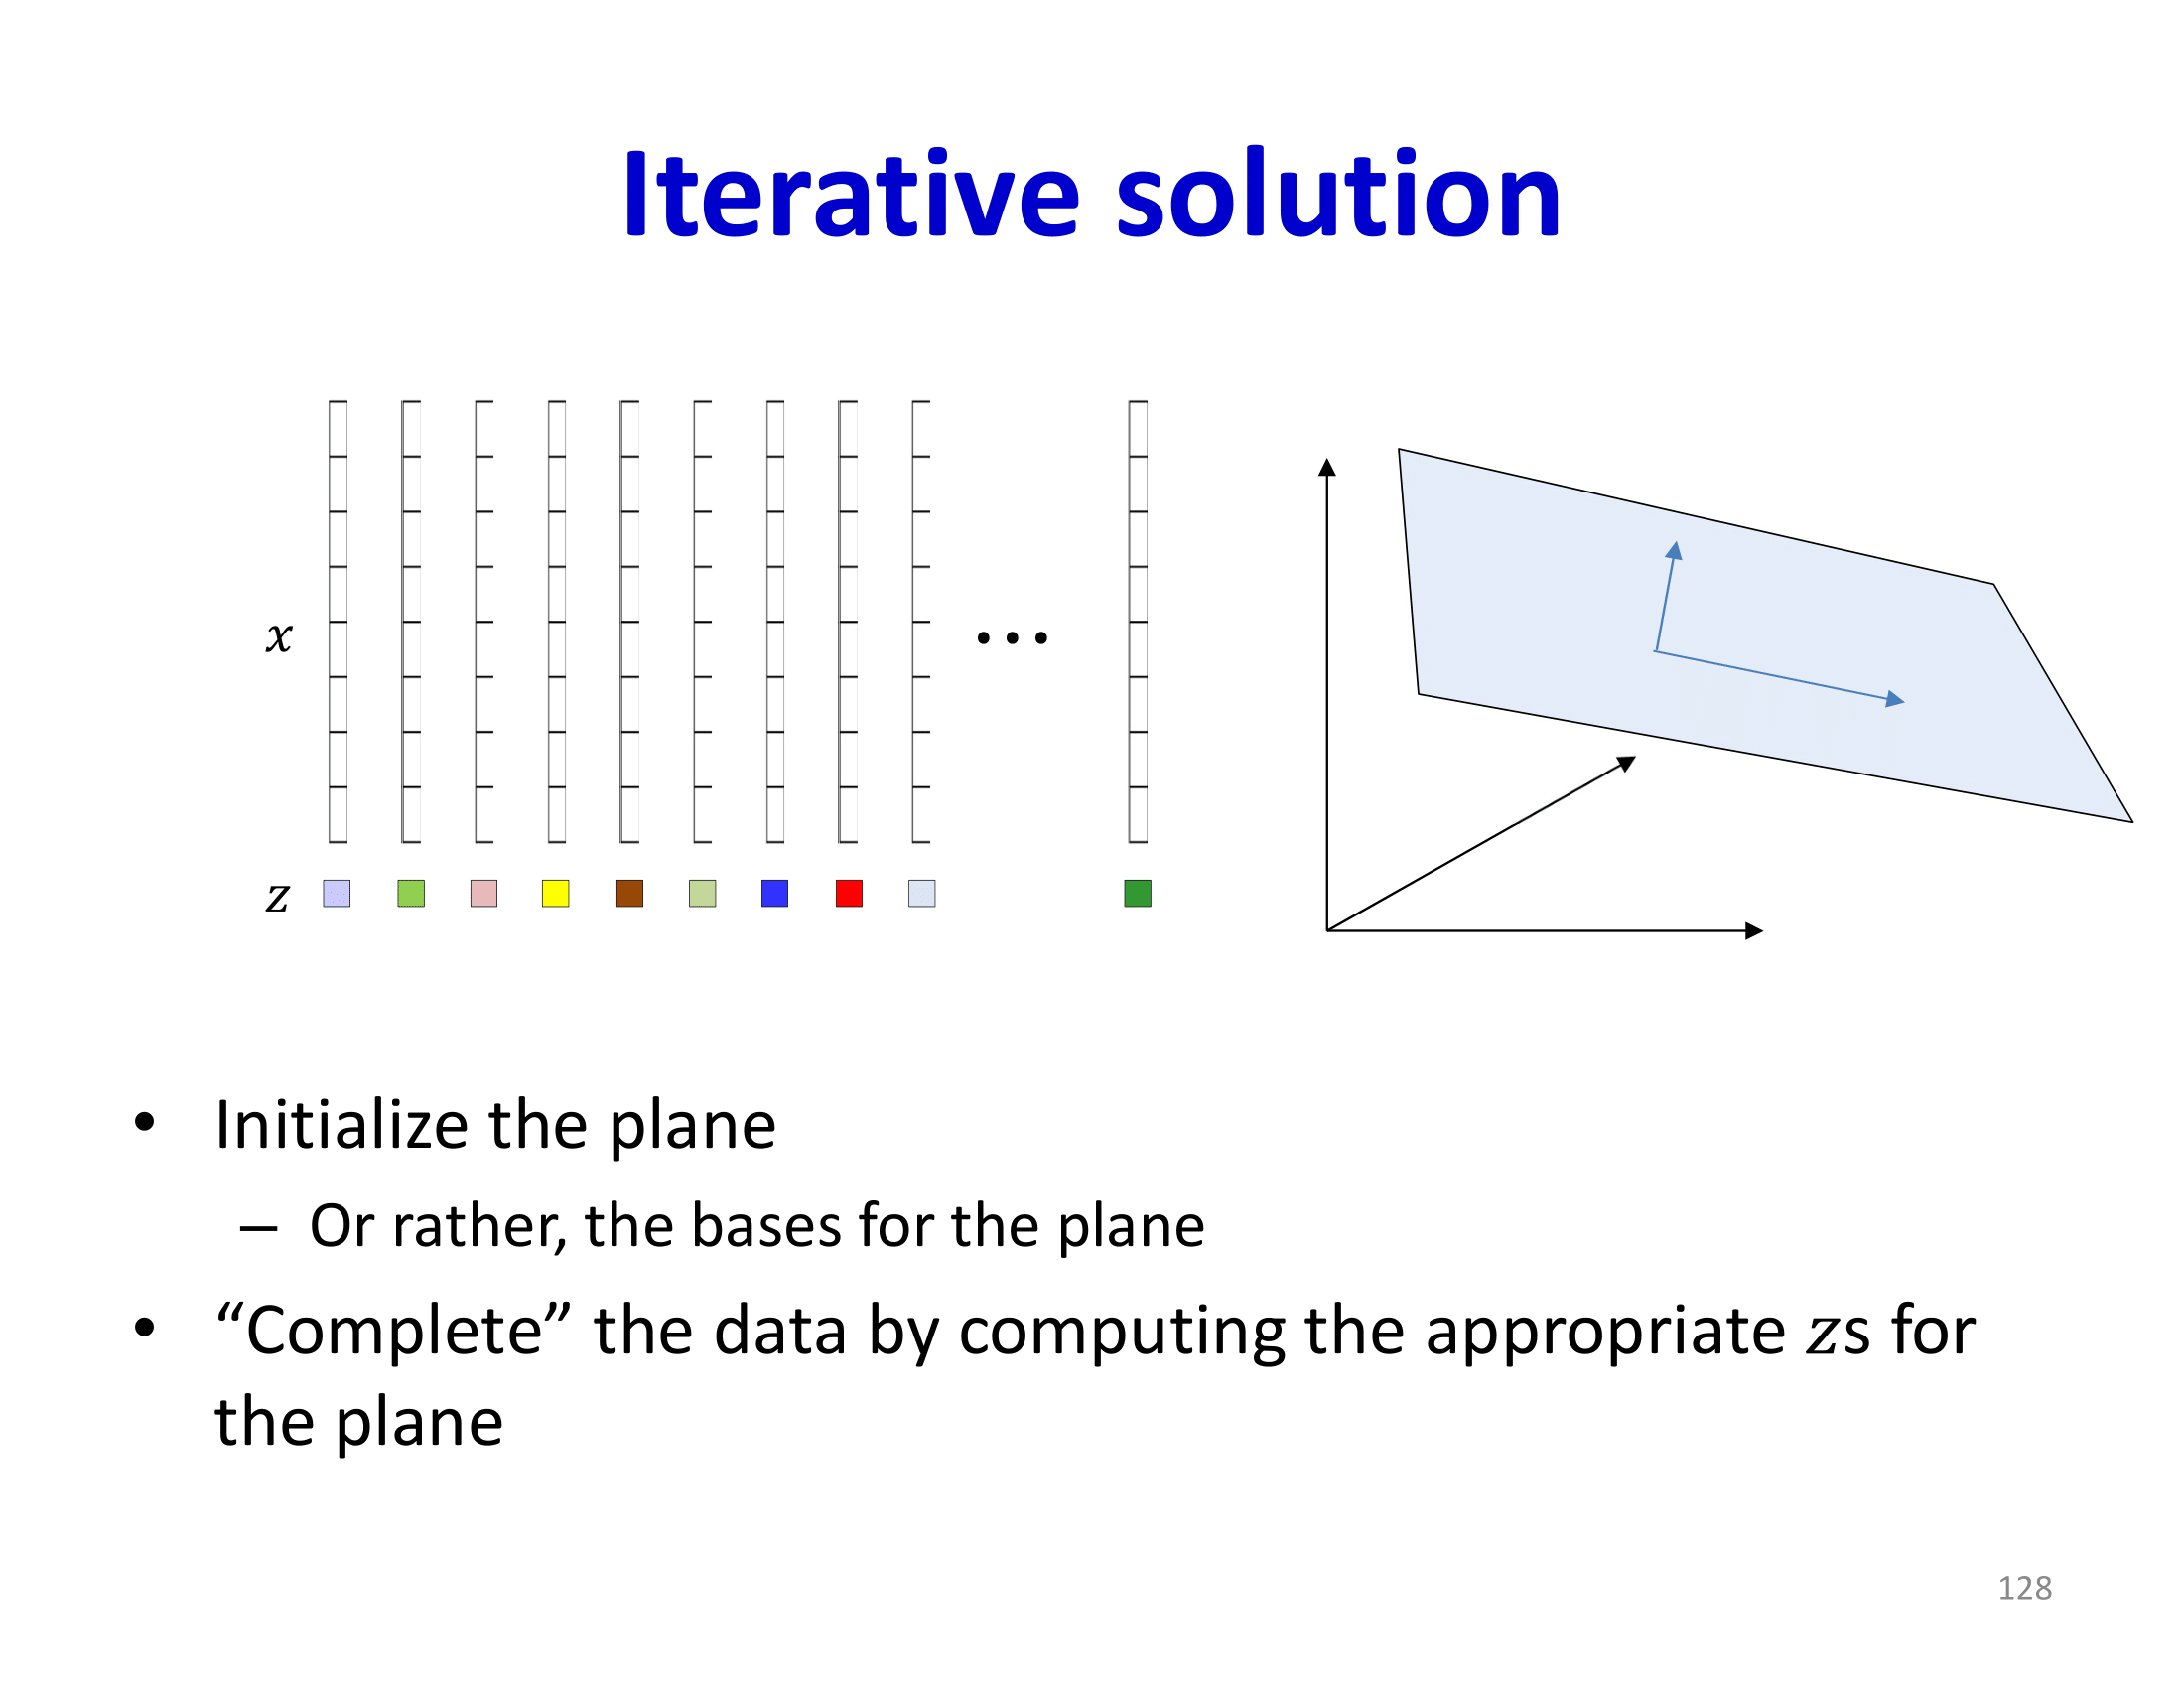 Iterative solution
x
z
• Initialize the plane
– Or rather, the bases for the plane
• “Complete” the data by computing the appropriate zs for
the plane
128